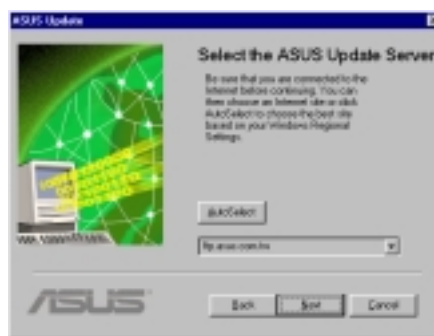 ASUS Update
Select the ASUS Update Server
Be sure that you are connected to the
Internet before continuing. You can
then choose an Internet site or click
AutoSelect to choose the best site
based on your Windows Regional
Settings.
AutoSelect
ftp.asus.com.tw
ASUS
Back
Next
Cancel